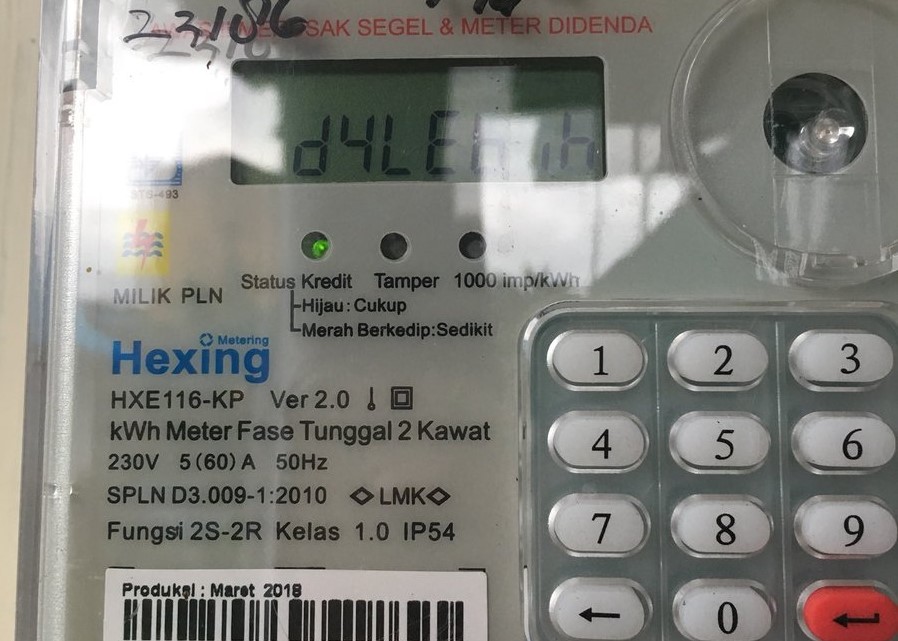 23186
SAK SEGEL & METER DIDENDA
STS-493
MILIK PLN
Status Kredit Tamper 1000 imp/kWh
Hijau : Cukup
Merah Berkedip:Sedikit
Metering
Hexing
HXE116-KP Ver 2.0
kWh Meter Fase Tunggal 2 Kawat
230V 5(60)A 50Hz
SPLN D3.009-1:2010 LMK
Fungsi 2S-2R Kelas 1.0 IP54
Produksi : Maret 2018
1 2 3
4 5 6
7 8 9
← 0 ↵